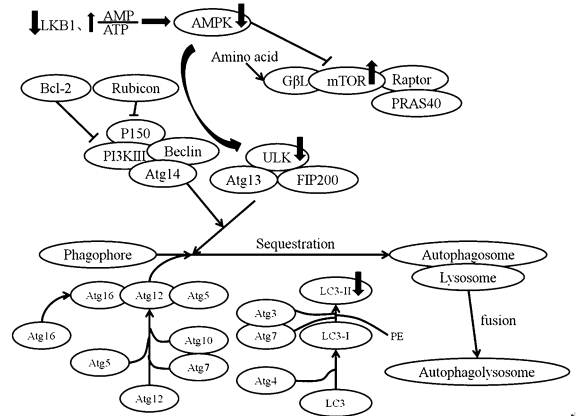 LKB1、 AMP
ATP
AMPK
Amino acid
GβL mTOR Raptor
PRAS40
Bcl-2 Rubicon
P150
PI3KIII Beclin
Atg14
ULK
Atg13 FIP200
Phagophore Sequestration Autophagosome
Lysosome
fusion
Autophagolysosome
Atg16 Atg12 Atg5
Atg16
Atg10
Atg5 Atg7
Atg12
LC3-II
Atg3
Atg7 LC3-I PE
Atg4
LC3